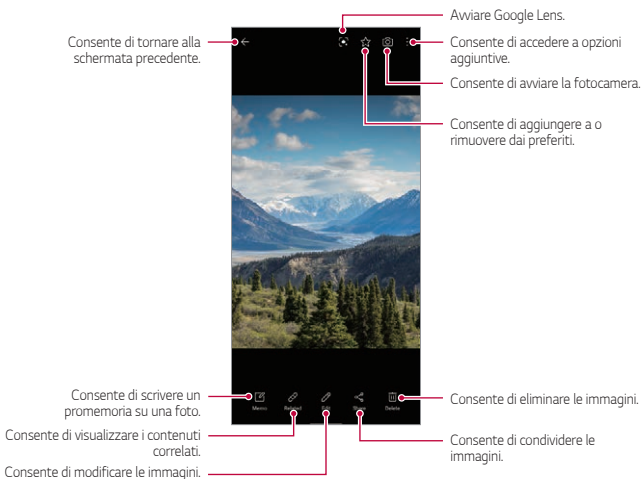 Avviare Google Lens.
Consente di tornare alla
schermata precedente.
Consente di accedere a opzioni
aggiuntive.
Consente di avviare la fotocamera.
Consente di aggiungere a o
rimuovere dai preferiti.
Memo Related Edit Share Delete
Consente di scrivere un
promemoria su una foto.
Consente di eliminare le immagini.
Consente di visualizzare i contenuti
correlati.
Consente di condividere le
immagini.
Consente di modificare le immagini.